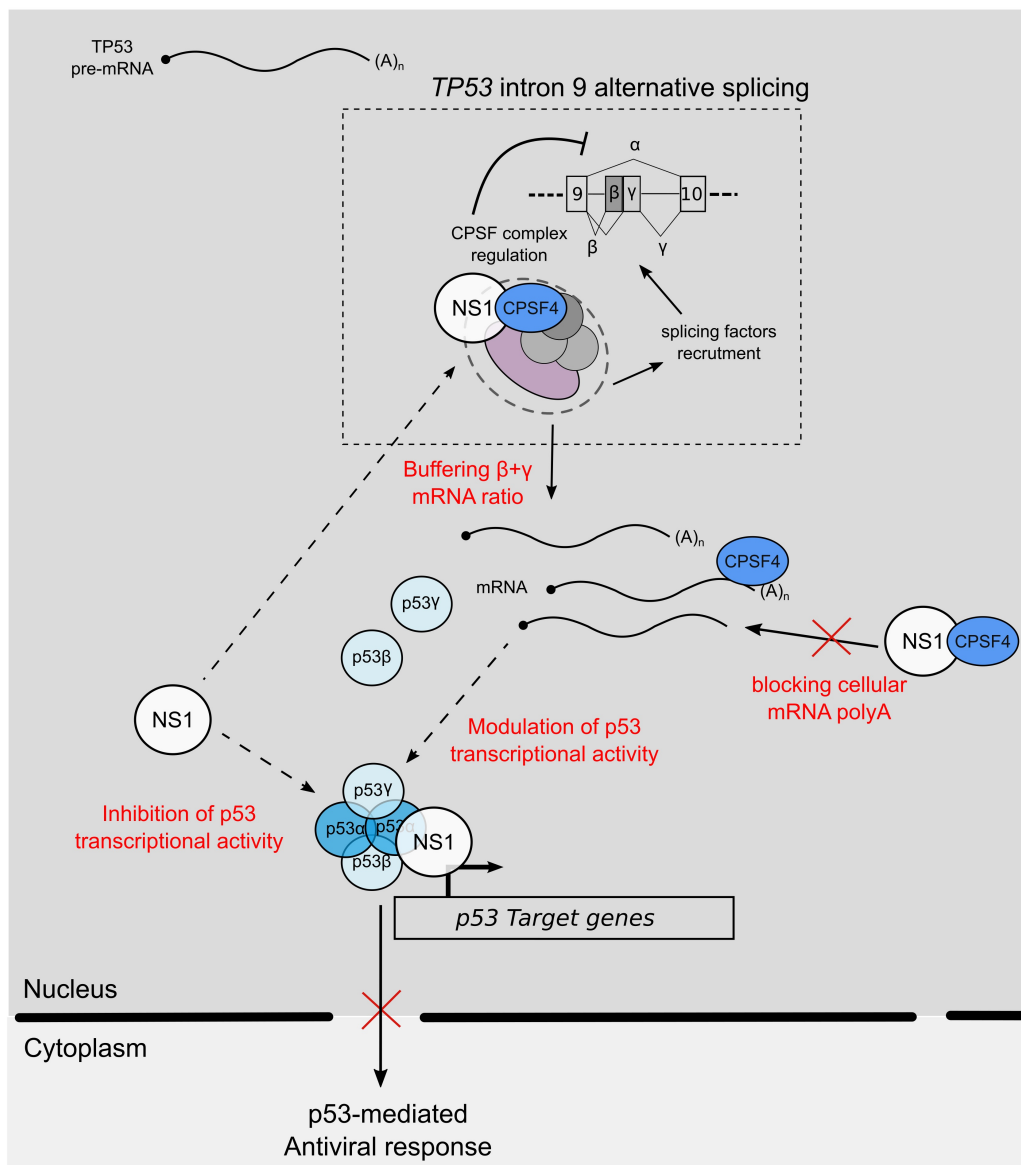 TP53
pre-mRNA
(A)n
TP53 intron 9 alternative splicing
α
9
β
γ
10
β
γ
CPSF complex
regulation
NS1
CPSF4
splicing factors
recrutment
Buffering β+γ
mRNA ratio
(A)n
CPSF4
mRNA
(A)n
p53γ
p53β
NS1
CPSF4
blocking cellular
mRNA polyA
NS1
Modulation of p53
transcriptional activity
Inhibition of p53
transcriptional activity
p53γ
p53α
p53α
NS1
p53β
p53 Target genes
Nucleus
Cytoplasm
p53-mediated
Antiviral response